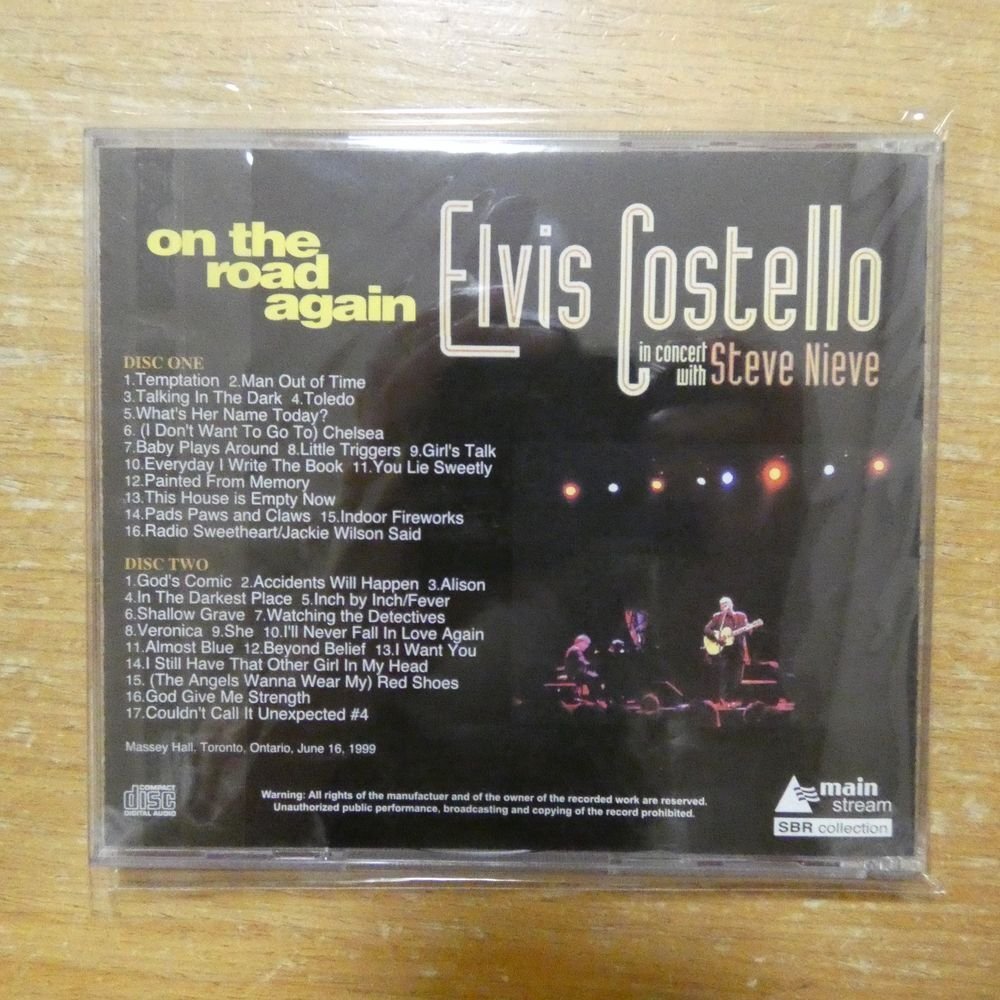 on the
road
again
Elvis Costello
in concert
with Steve Nieve
DISC ONE
1.Temptation 2.Man Out of Time
3.Talking In The Dark 4.Toledo
5.What's Her Name Today?
6. (I Don't Want To Go To) Chelsea
7.Baby Plays Around 8.Little Triggers 9.Girl's Talk
10.Everyday I Write The Book 11.You Lie Sweetly
12.Painted From Memory
13.This House is Empty Now
14.Pads Paws and Claws 15.Indoor Fireworks
16.Radio Sweetheart/Jackie Wilson Said
DISC TWO
1.God's Comic 2.Accidents Will Happen 3.Alison
4.In The Darkest Place 5.Inch by Inch/Fever
6.Shallow Grave 7.Watching the Detectives
8.Veronica 9.She 10.I'll Never Fall In Love Again
11.Almost Blue 12.Beyond Belief 13.I Want You
14.I Still Have That Other Girl In My Head
15. (The Angels Wanna Wear My) Red Shoes
16.God Give Me Strength
17.Couldn't Call It Unexpected #4
Massey Hall, Toronto, Ontario, June 16, 1999
COMPACT
disc
DIGITAL AUDIO
Warning: All rights of the manufactuer and of the owner of the recorded work are reserved.
Unauthorized public performance, broadcasting and copying of the record prohibited.
main
stream
SBR collection